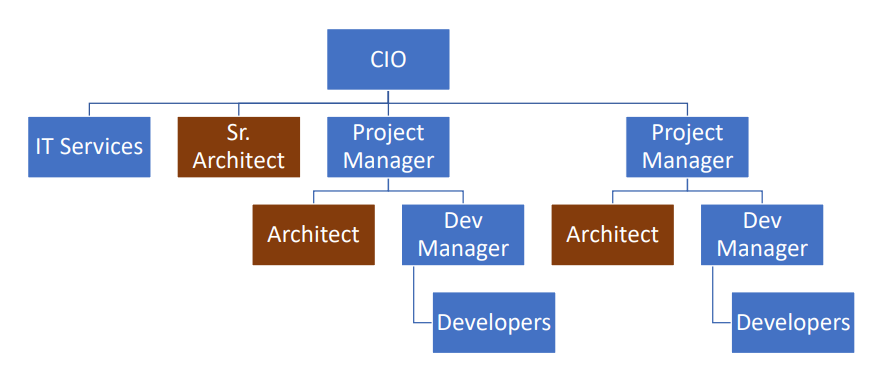 CIO
IT Services
Sr.
Architect
Project
Manager
Project
Manager
Architect
Dev
Manager
Architect
Dev
Manager
Developers
Developers